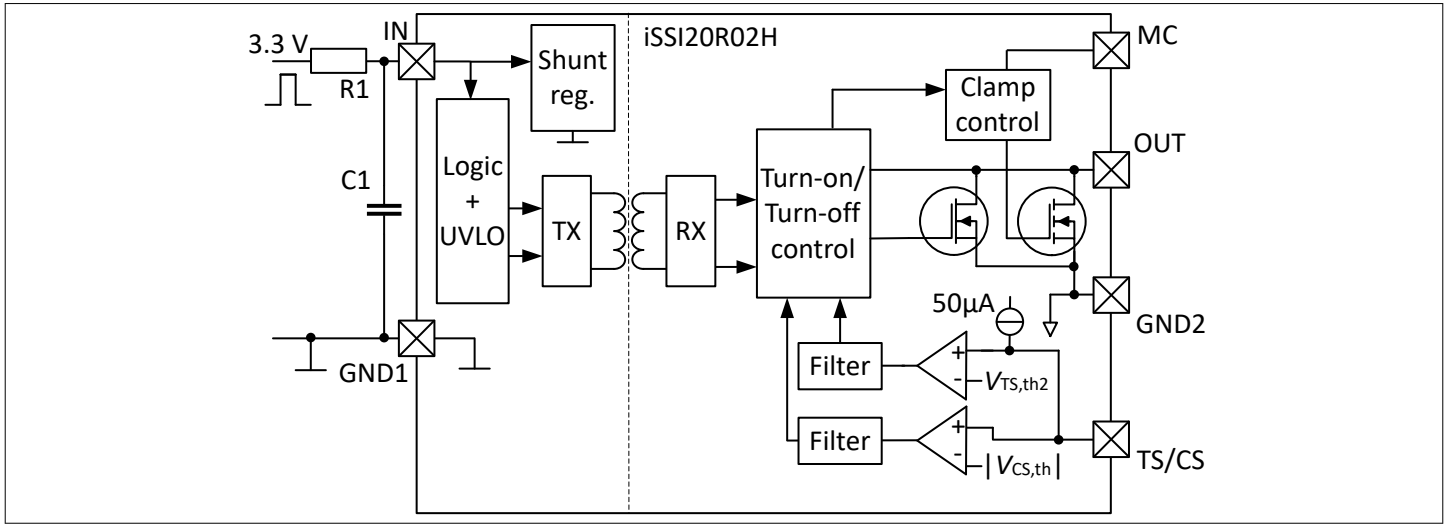 IN
iSSI20R02H
MC
3.3 V
R1
Shunt
reg.
Clamp
control
OUT
C1
Logic
+
UVLO
TX
RX
Turn-on/
Turn-off
control
50µA
GND2
GND1
Filter
+
-
VTS,th2
Filter
+
-
|VCS,th|
TS/CS